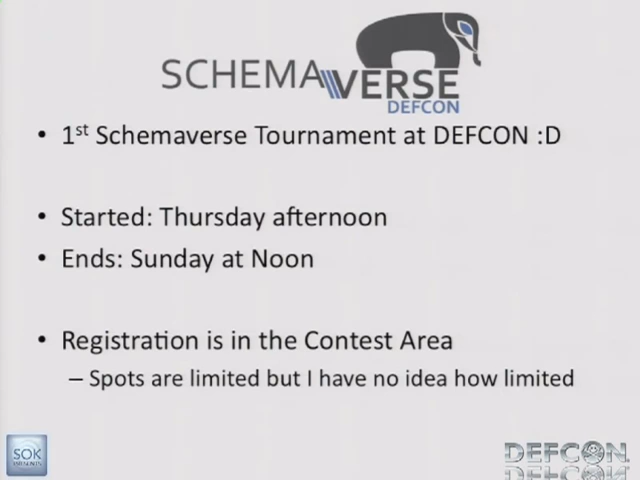 SCHEMAVERSE
DEFCON
• 1st Schemaverse Tournament at DEFCON :D
• Started: Thursday afternoon
• Ends: Sunday at Noon
• Registration is in the Contest Area
– Spots are limited but I have no idea how limited
SOK
PRESENTS
DEFCON